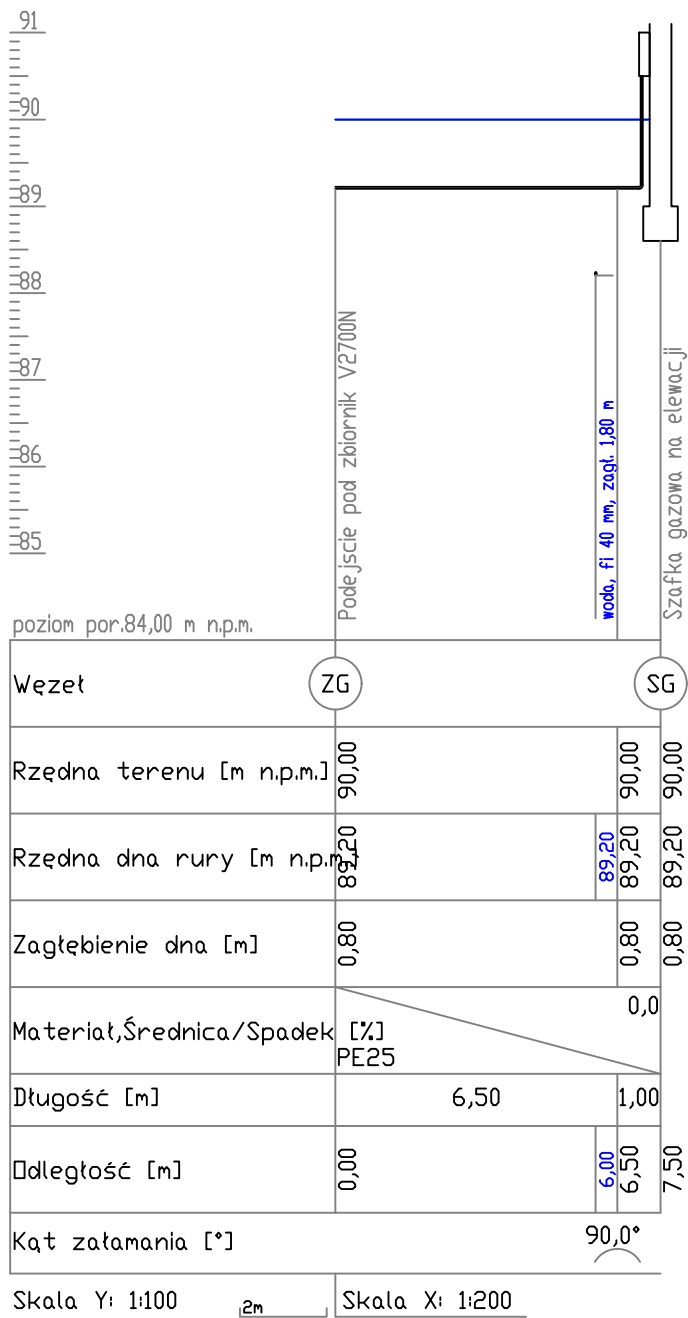 91
90
89
88
87
86
85
Podejscie pod zbiornik V2700N
woda, fi 40 mm, zagł. 1,80 m
Szafka gazowa na elewacji
poziom por.:84,00 m n.p.m.
Węzeł ZG SG
Rzędna terenu [m n.p.m.] 90,00 90,00 90,00
Rzędna dna rury [m n.p.m.] 89,20 89,20 89,20 89,20
Zagłębienie dna [m] 0,80 0,80 0,80
0,0
Materiał,Średnica/Spadek [%]
PE25
Długość [m] 6,50 1,00
Odległość [m] 0,00 6,00 6,50 7,50
Kąt załamania [°] 90,0°
Skala Y: 1:100 2m Skala X: 1:200